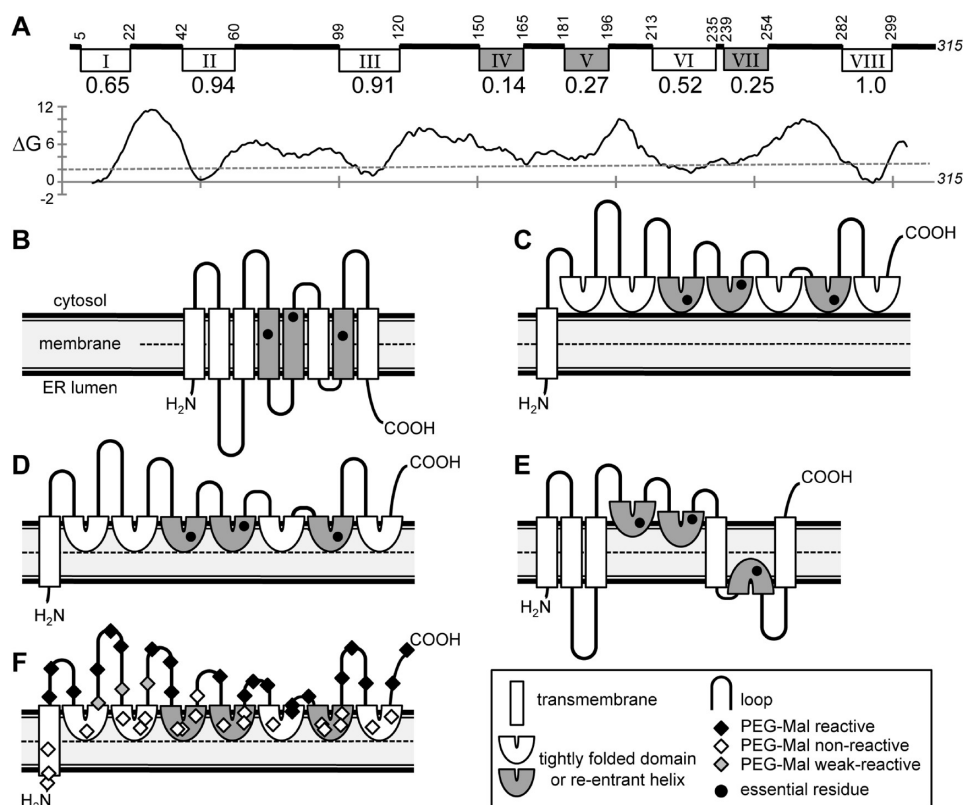 A
5 22 42 60 99 120 150 165 181 196 213 235 239 254 282 299
I II III IV V VI VII VIII 315
0.65 0.94 0.91 0.14 0.27 0.52 0.25 1.0
12
ΔG 6
0
-2
99 315
B
cytosol
membrane
ER lumen
H2N
COOH
C
COOH
H2N
D
COOH
H2N
E
COOH
H2N
F
COOH
H2N
transmembrane
tightly folded domain
or re-entrant helix
loop
PEG-Mal reactive
PEG-Mal non-reactive
PEG-Mal weak-reactive
essential residue